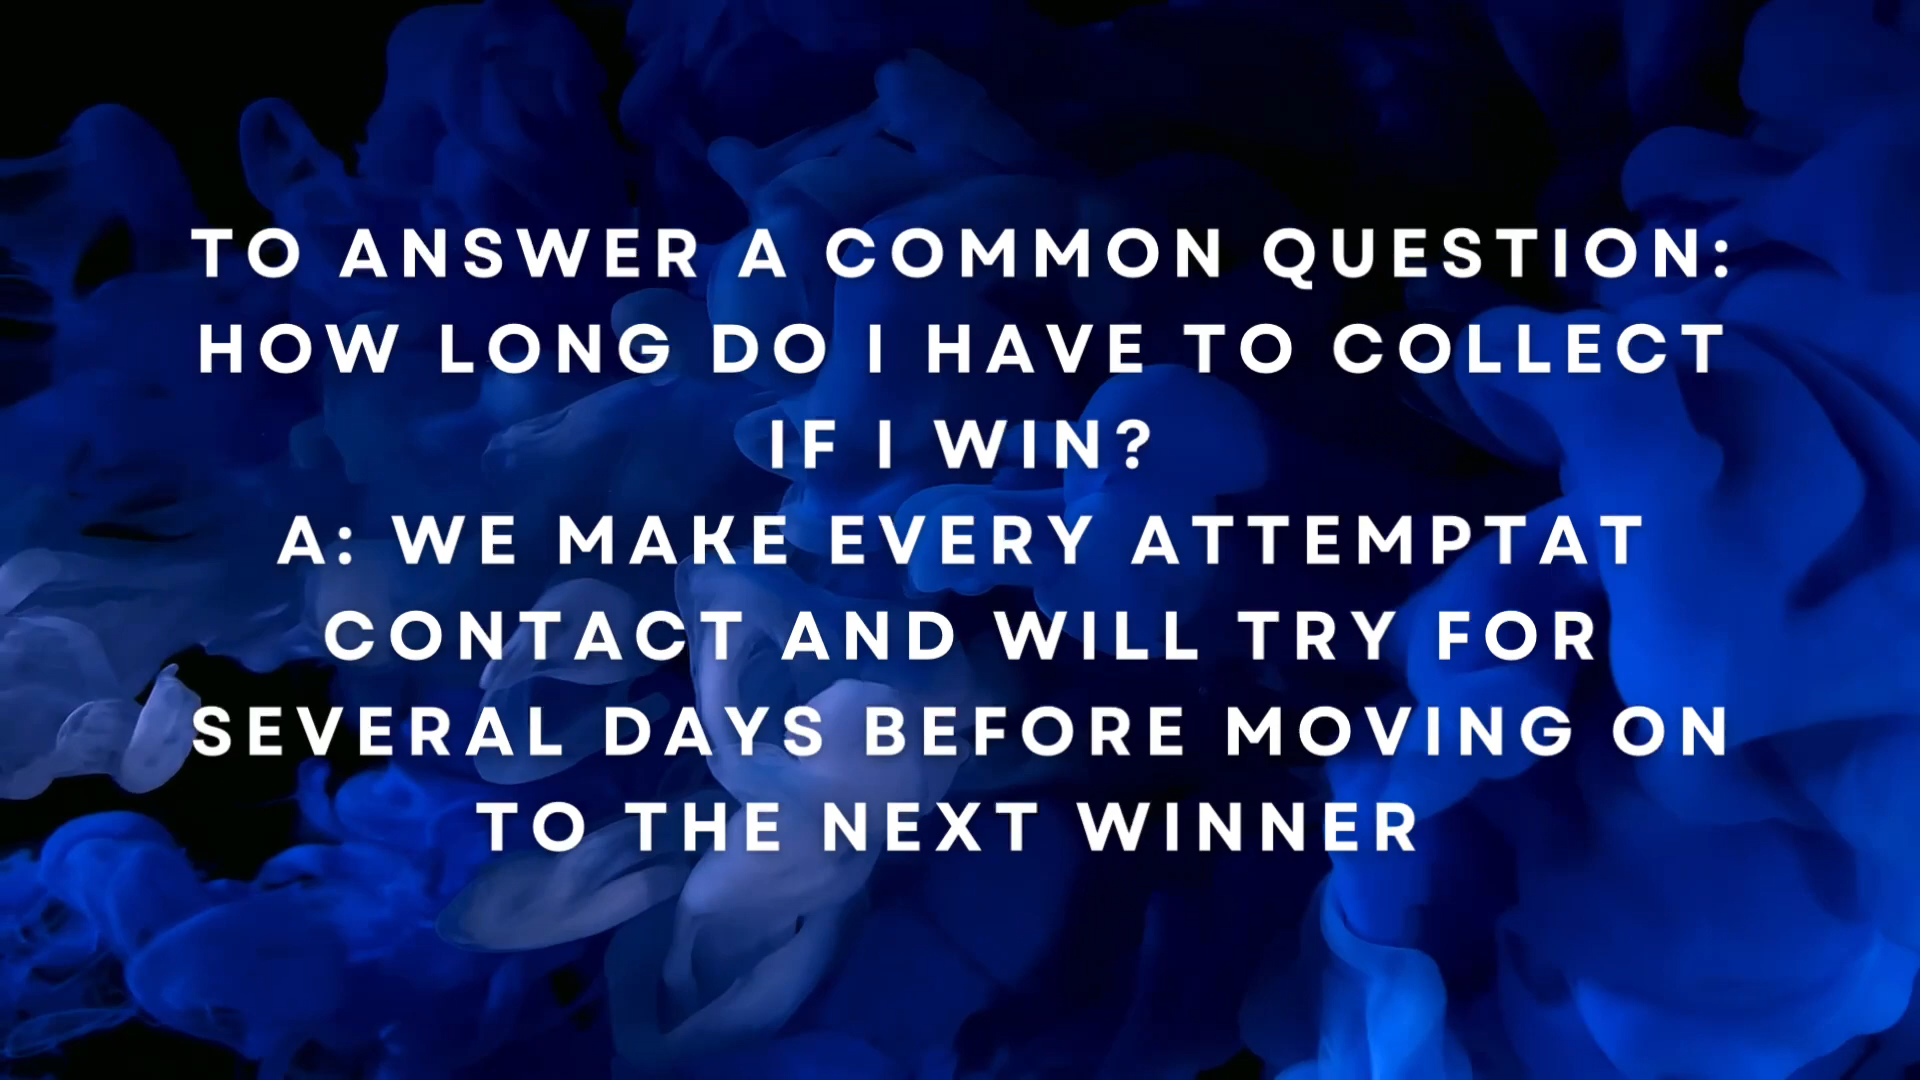 TO ANSWER A COMMON QUESTION:
HOW LONG DO I HAVE TO COLLECT
IF I WIN?
A: WE MAKE EVERY ATTEMPTAT
CONTACT AND WILL TRY FOR
SEVERAL DAYS BEFORE MOVING ON
TO THE NEXT WINNER